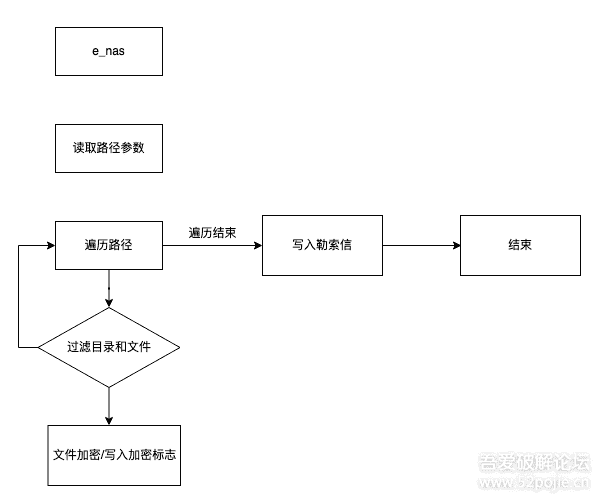 e_nas
读取路径参数
遍历路径
遍历结束
写入勒索信
结束
过滤目录和文件
文件加密/写入加密标志
吾爱破解论坛
www.52pojie.cn